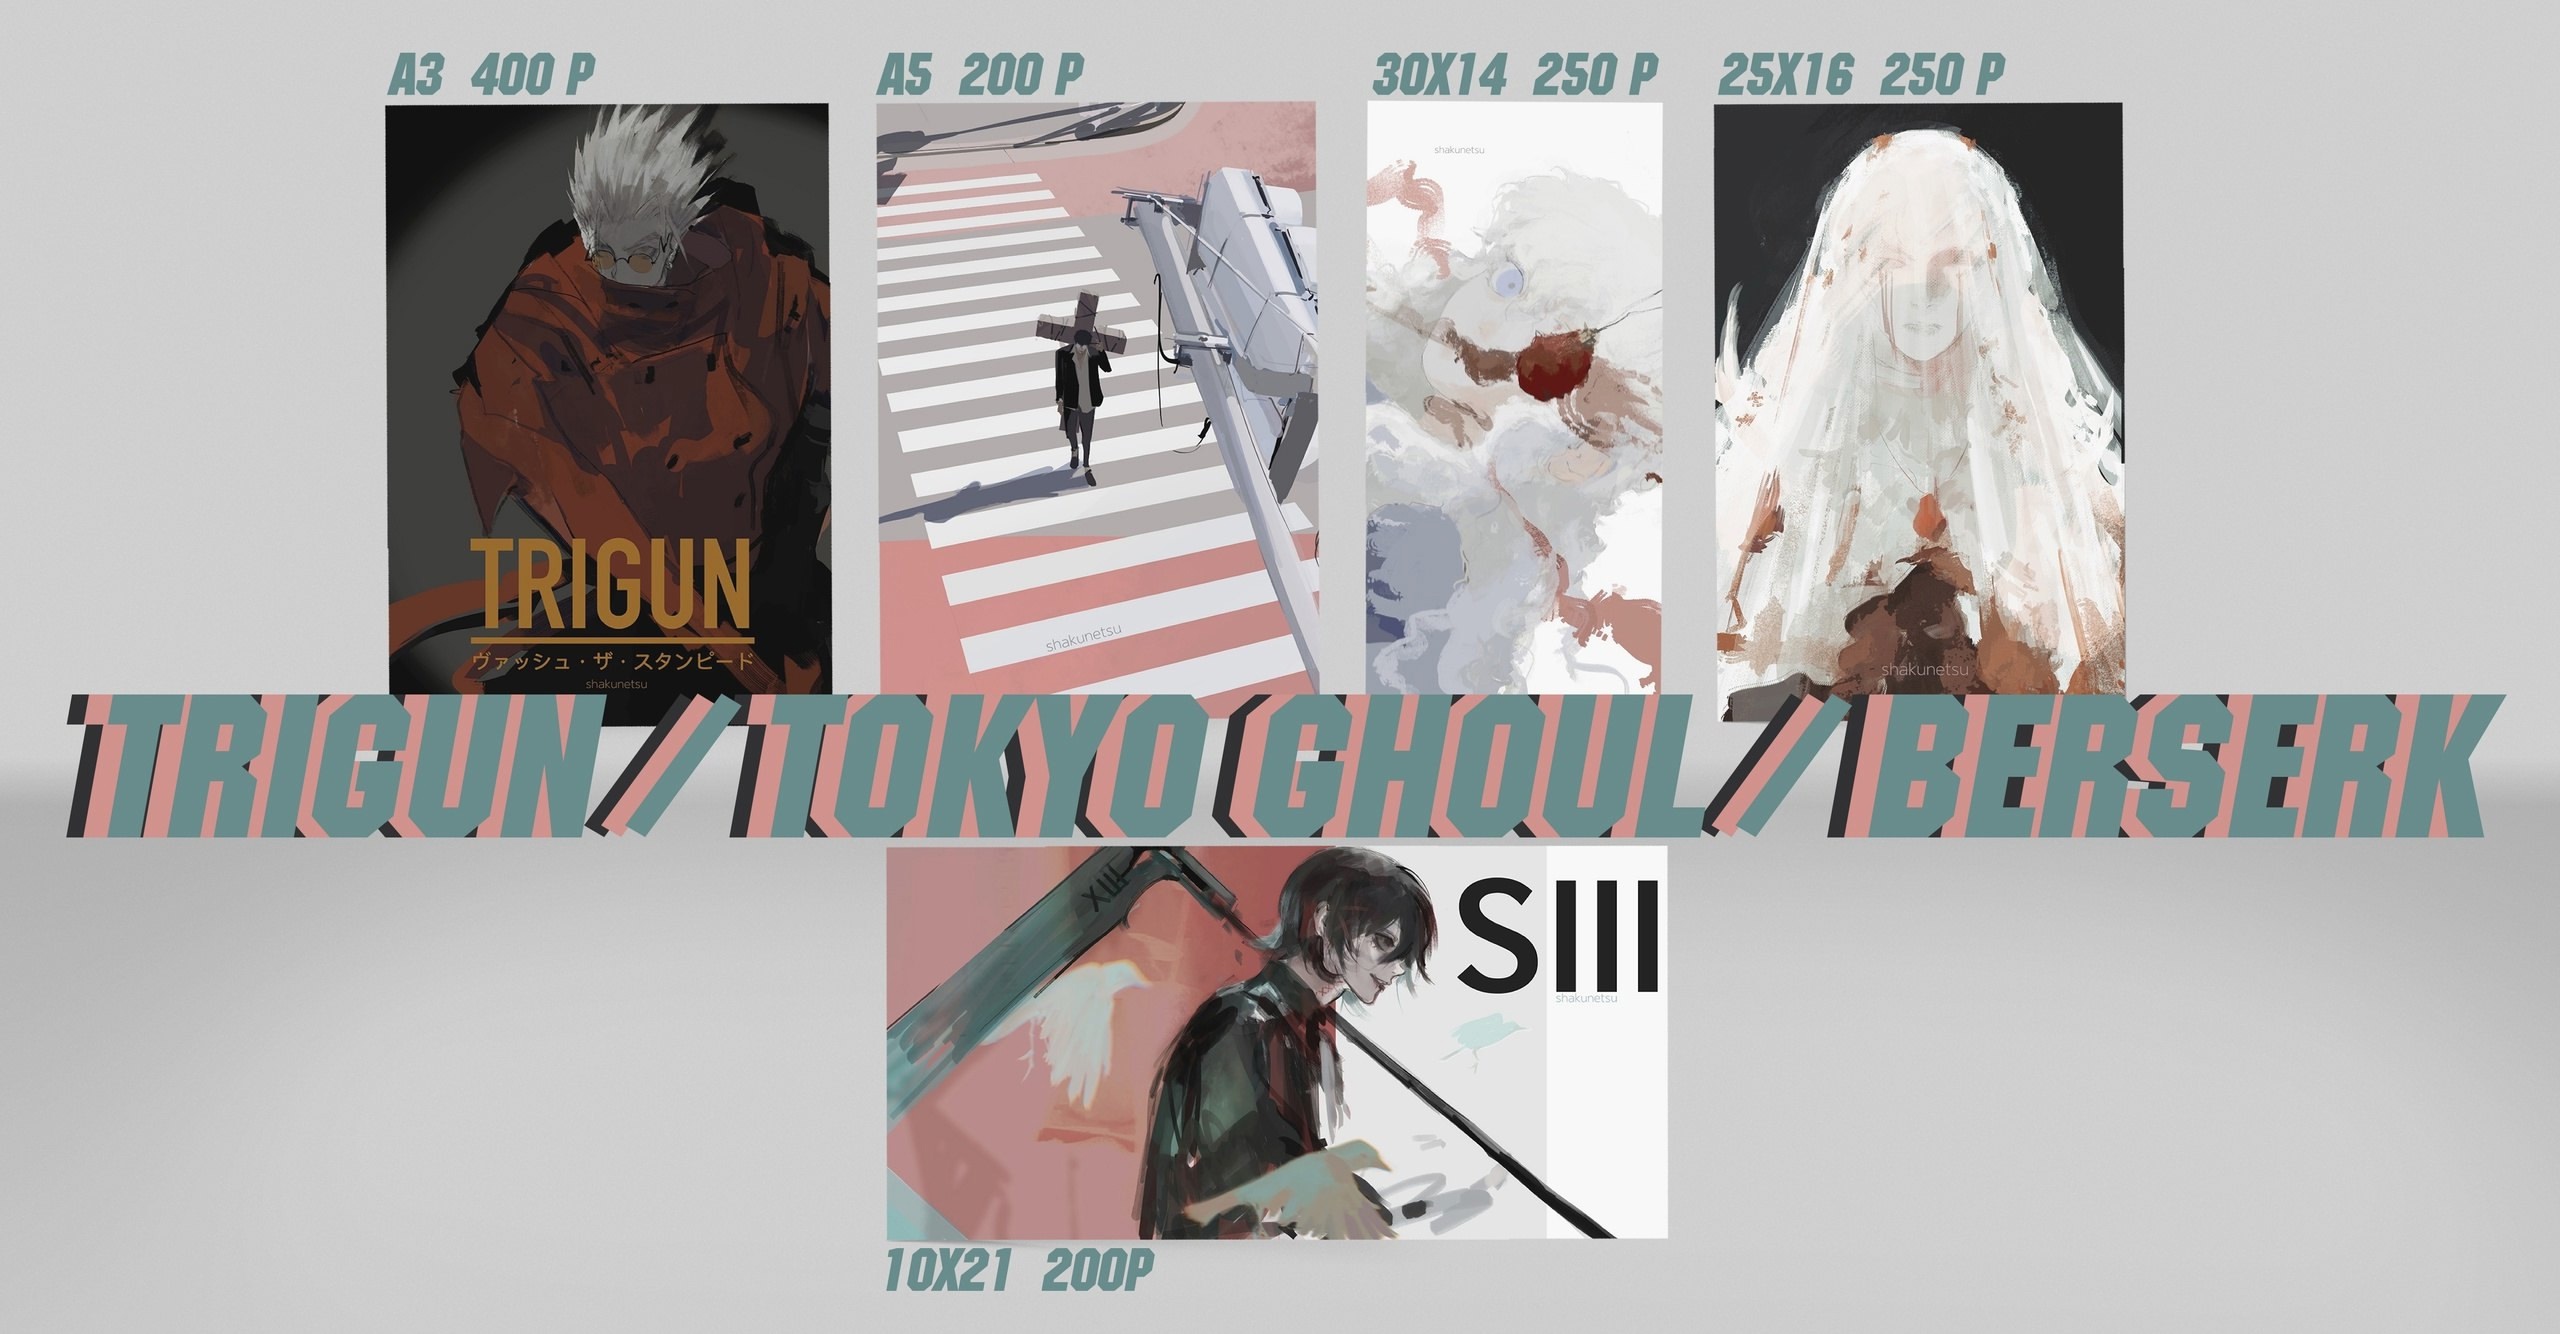 A3 400 P
A5 200 P
30X14 250 P
25X16 250 P
TRIGUN
ヴァッシュ・ザ・スタンピード
shakunetsu
shakunetsu
shakunetsu
shakunetsu
TRIGUN / TOKYO GHOUL / BERSERK
XIII
SIII
shakunetsu
10X21 200P